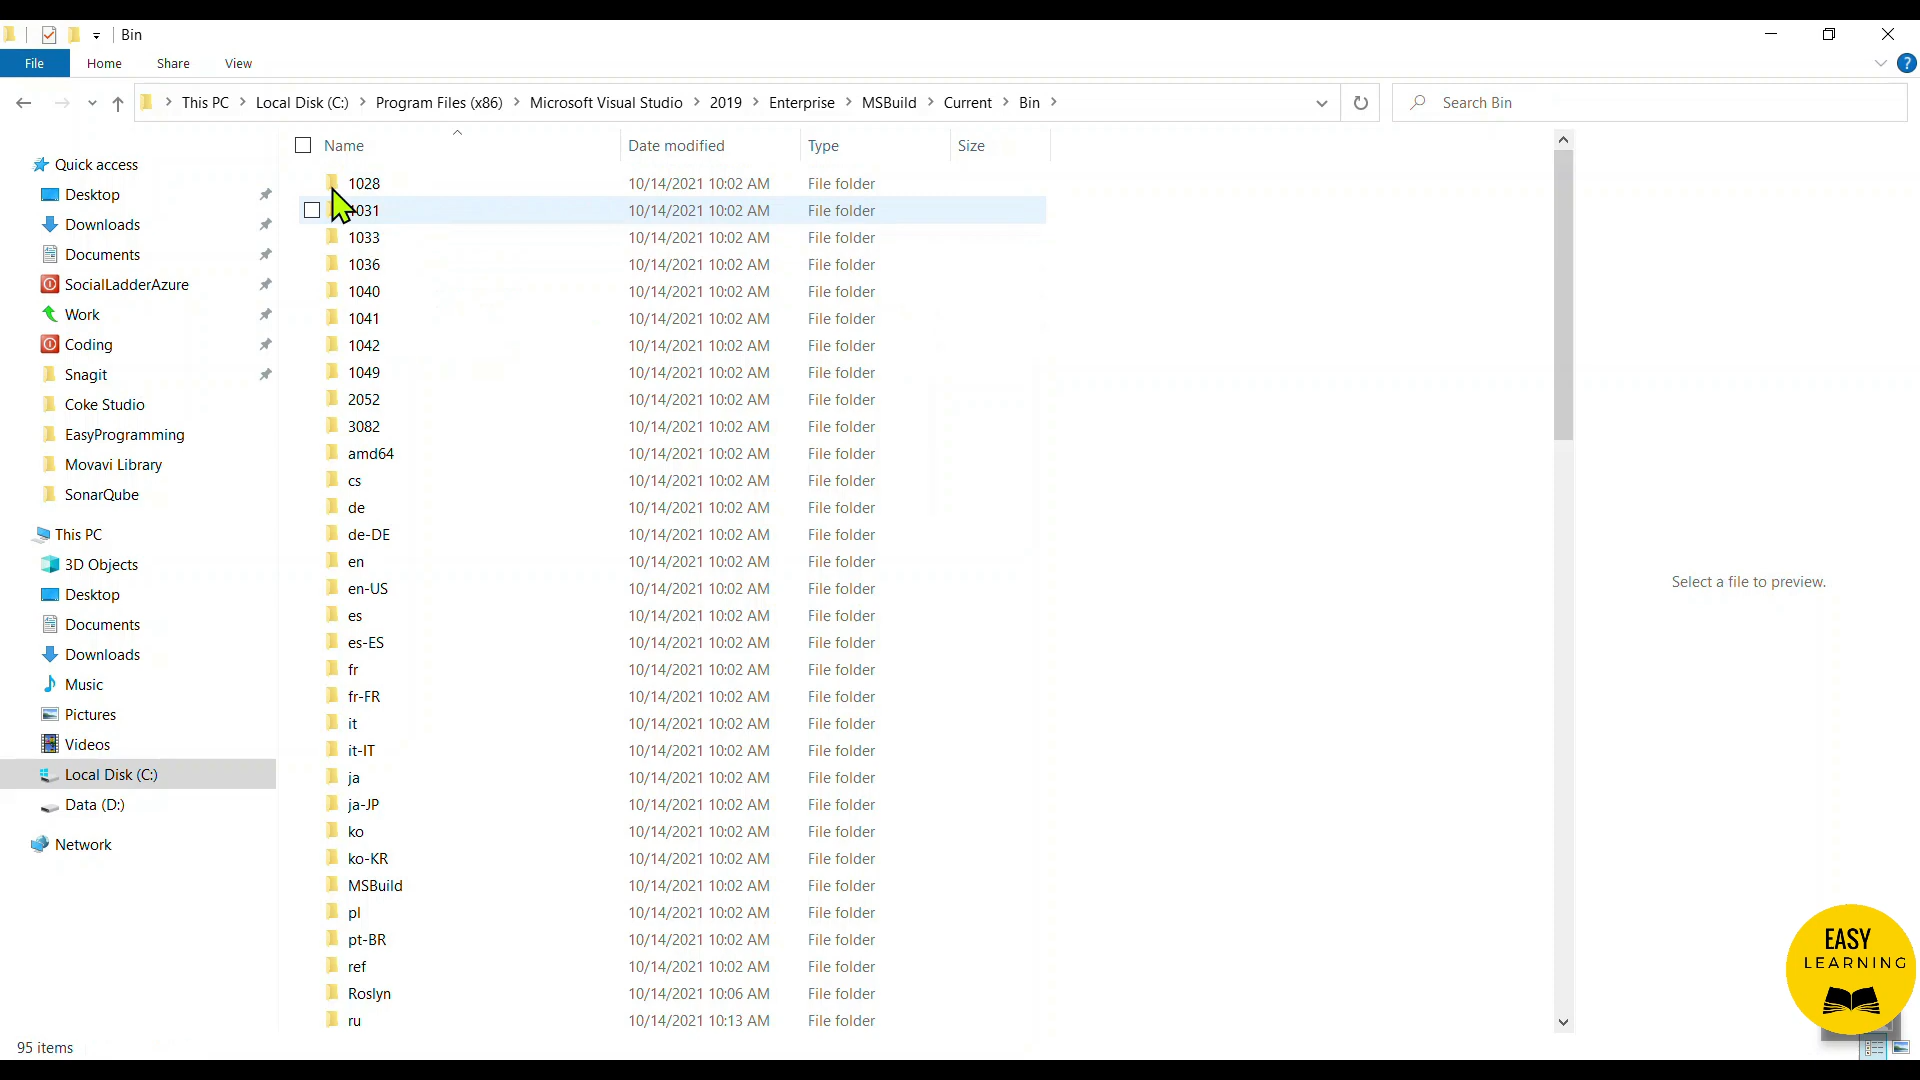 Bin
File Home Share View
This PC Local Disk (C:) Program Files (x86) Microsoft Visual Studio 2019 Enterprise MSBuild Current Bin Search Bin
Name Date modified Type Size
Quick access
Desktop
Downloads
Documents
SocialLadderAzure
Work
Coding
Snagit
Coke Studio
EasyProgramming
Movavi Library
SonarQube
This PC
3D Objects
Desktop
Documents
Downloads
Music
Pictures
Videos
Local Disk (C:)
Data (D:)
Network
1028 10/14/2021 10:02 AM File folder
031 10/14/2021 10:02 AM File folder
1033 10/14/2021 10:02 AM File folder
1036 10/14/2021 10:02 AM File folder
1040 10/14/2021 10:02 AM File folder
1041 10/14/2021 10:02 AM File folder
1042 10/14/2021 10:02 AM File folder
1049 10/14/2021 10:02 AM File folder
2052 10/14/2021 10:02 AM File folder
3082 10/14/2021 10:02 AM File folder
amd64 10/14/2021 10:02 AM File folder
cs 10/14/2021 10:02 AM File folder
de 10/14/2021 10:02 AM File folder
de-DE 10/14/2021 10:02 AM File folder
en 10/14/2021 10:02 AM File folder
en-US 10/14/2021 10:02 AM File folder
es 10/14/2021 10:02 AM File folder
es-ES 10/14/2021 10:02 AM File folder
fr 10/14/2021 10:02 AM File folder
fr-FR 10/14/2021 10:02 AM File folder
it 10/14/2021 10:02 AM File folder
it-IT 10/14/2021 10:02 AM File folder
ja 10/14/2021 10:02 AM File folder
ja-JP 10/14/2021 10:02 AM File folder
ko 10/14/2021 10:02 AM File folder
ko-KR 10/14/2021 10:02 AM File folder
MSBuild 10/14/2021 10:02 AM File folder
pl 10/14/2021 10:02 AM File folder
pt-BR 10/14/2021 10:02 AM File folder
ref 10/14/2021 10:02 AM File folder
Roslyn 10/14/2021 10:06 AM File folder
ru 10/14/2021 10:13 AM File folder
Select a file to preview.
EASY
LEARNING
95 items